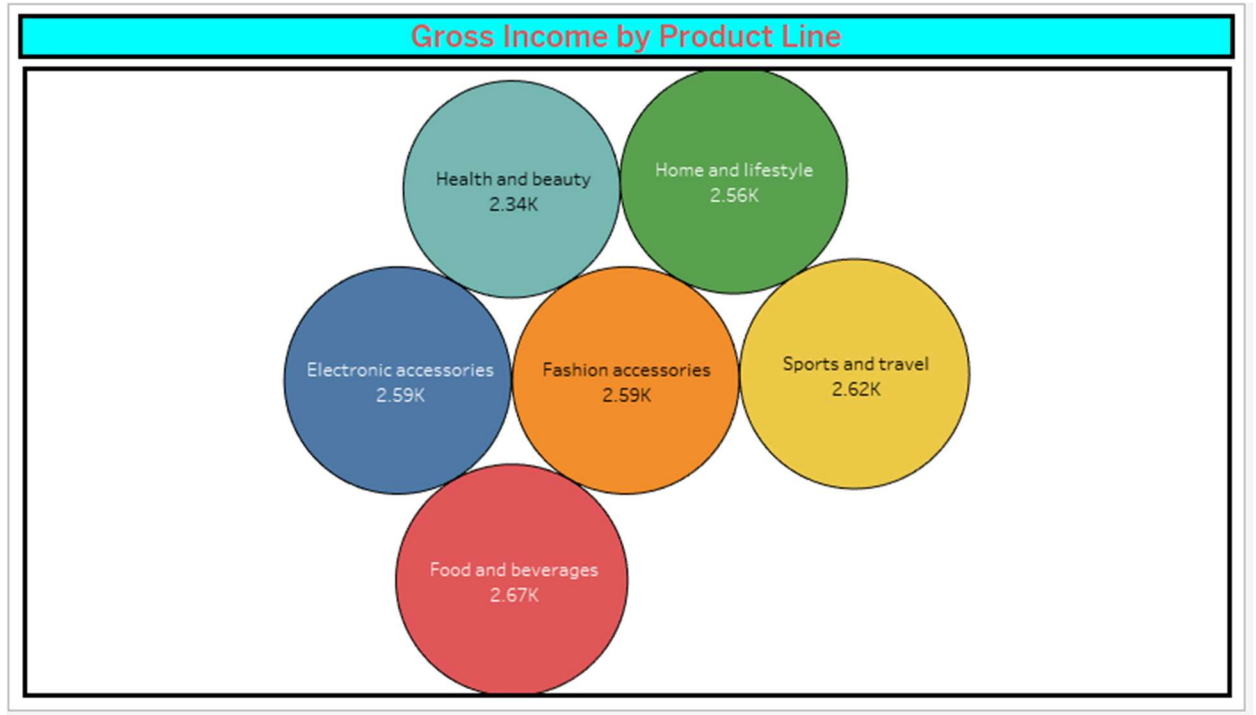 Gross Income by Product Line
Health and beauty
2.34K
Home and lifestyle
2.56K
Electronic accessories
2.59K
Fashion accessories
2.59K
Sports and travel
2.62K
Food and beverages
2.67K